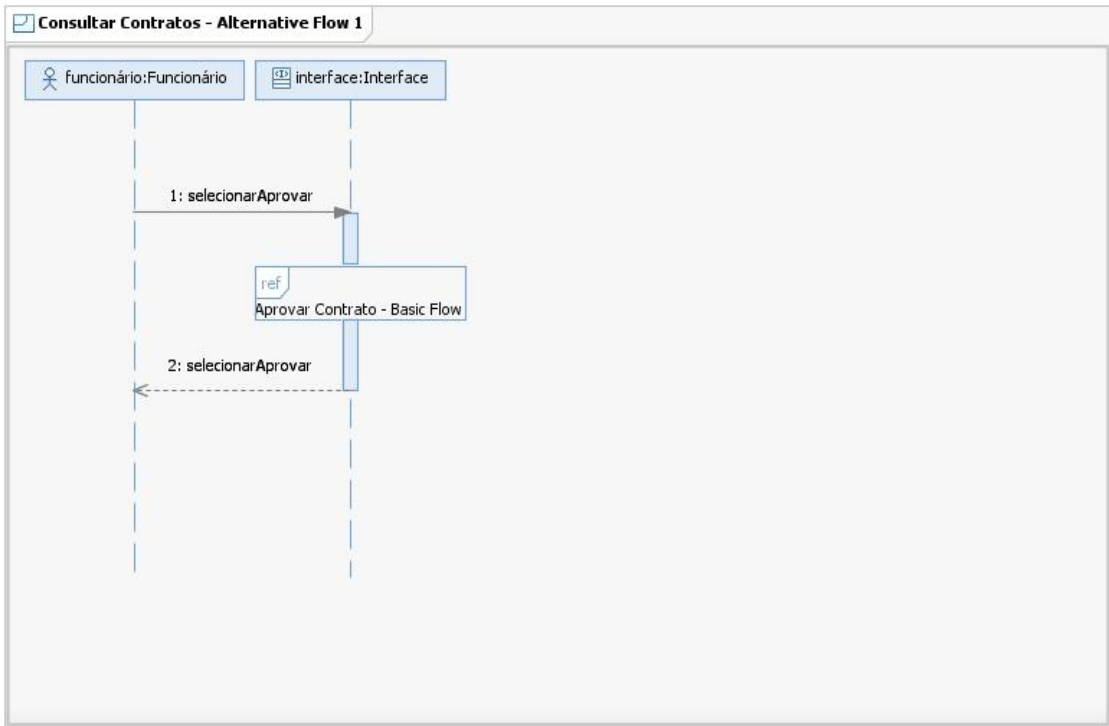 Consultar Contratos - Alternative Flow 1
funcionário:Funcionário
interface:Interface
1: selecionarAprovar
ref
Aprovar Contrato - Basic Flow
2: selecionarAprovar